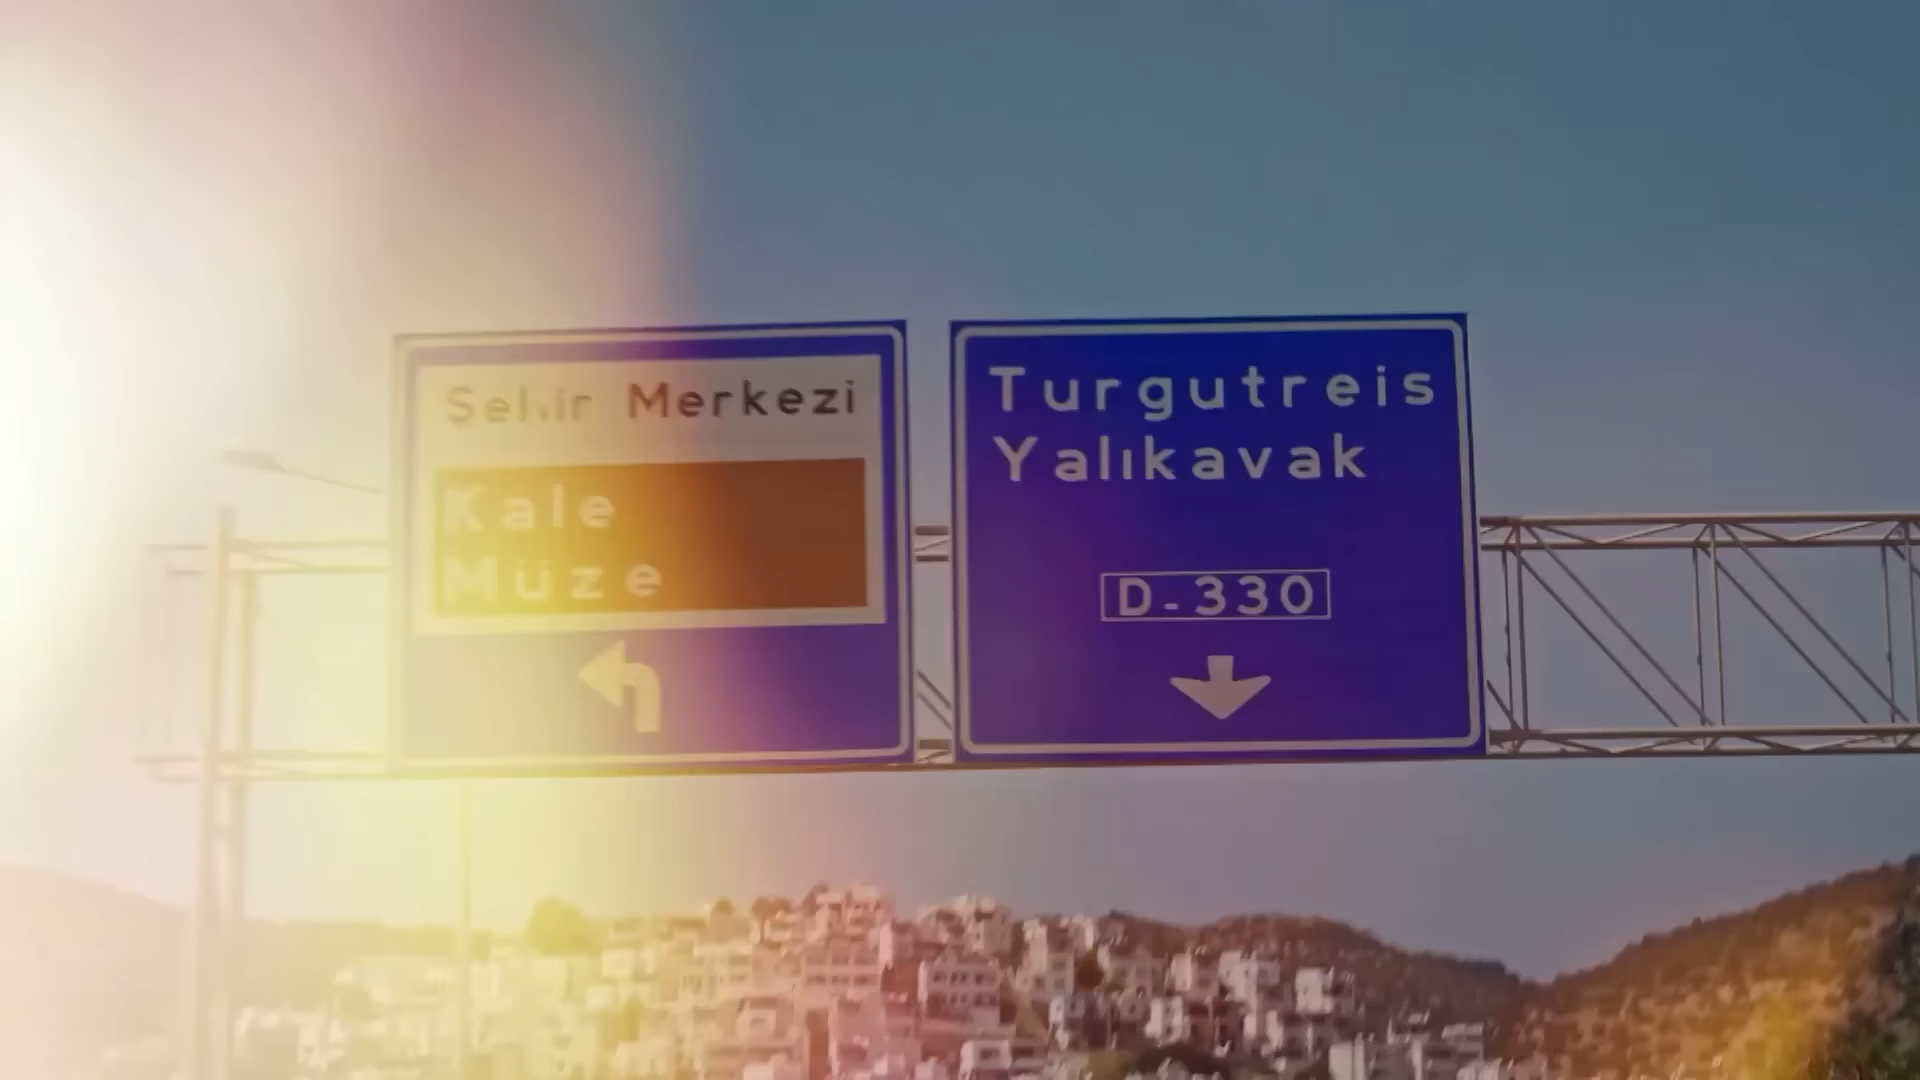 Şehir Merkezi
Kale
Müze
Turgutreis
Yalıkavak
D-330